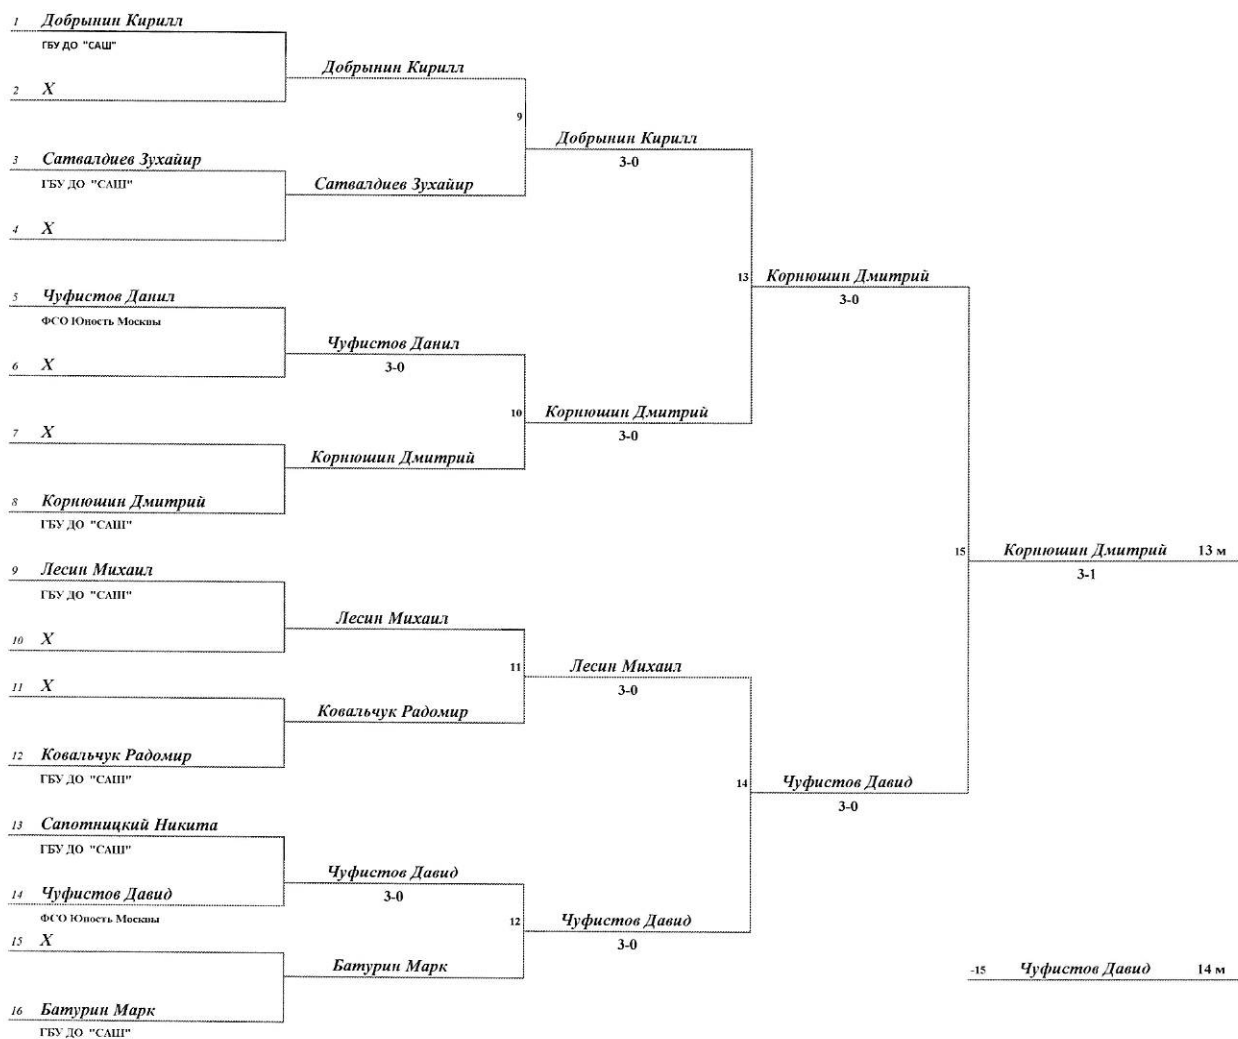 1 Добрынин Кирилл
ГБУ ДО "САШ"
Добрынин Кирилл
2 X
9
Добрынин Кирилл
3-0
3 Сатвалдиев Зухайир
ГБУ ДО "САШ"
Сатвалдиев Зухайир
4 X
13 Корнюшин Дмитрий
3-0
5 Чуфистов Данил
ФСО Юность Москвы
Чуфистов Данил
3-0
6 X
10 Корнюшин Дмитрий
3-0
7 X
Корнюшин Дмитрий
8 Корнюшин Дмитрий
ГБУ ДО "САШ"
15 Корнюшин Дмитрий 13 м
3-1
9 Лесин Михаил
ГБУ ДО "САШ"
Лесин Михаил
10 X
11 Лесин Михаил
3-0
11 X
Ковальчук Радомир
12 Ковальчук Радомир
ГБУ ДО "САШ"
14 Чуфистов Давид
3-0
13 Сапотницкий Никита
ГБУ ДО "САШ"
Чуфистов Давид
3-0
14 Чуфистов Давид
ФСО Юность Москвы
12 Чуфистов Давид
3-0
15 X
Батурин Марк
-15 Чуфистов Давид 14 м
16 Батурин Марк
ГБУ ДО "САШ"